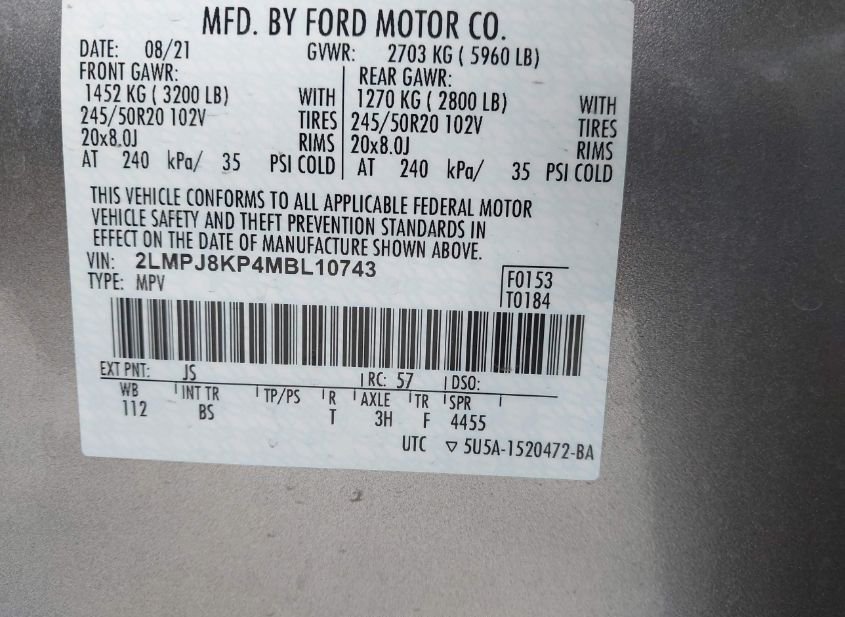 MFD. BY FORD MOTOR CO.
DATE: 08/21 GVWR: 2703 KG ( 5960 LB)
FRONT GAWR: REAR GAWR:
1452 KG ( 3200 LB) WITH 1270 KG ( 2800 LB) WITH
245/50R20 102V TIRES 245/50R20 102V TIRES
20x8.0J RIMS 20x8.0J RIMS
AT 240 kPa/ 35 PSI COLD AT 240 kPa/ 35 PSI COLD
THIS VEHICLE CONFORMS TO ALL APPLICABLE FEDERAL MOTOR
VEHICLE SAFETY AND THEFT PREVENTION STANDARDS IN
EFFECT ON THE DATE OF MANUFACTURE SHOWN ABOVE.
VIN: 2LMPJ8KP4MBL10743
TYPE: MPV
F0153
T0184
EXT PNT: JS RC: 57 DSO:
WB INT TR TP/PS R AXLE TR SPR
112 BS T 3H F 4455
UTC ▽ 5U5A-1520472-BA